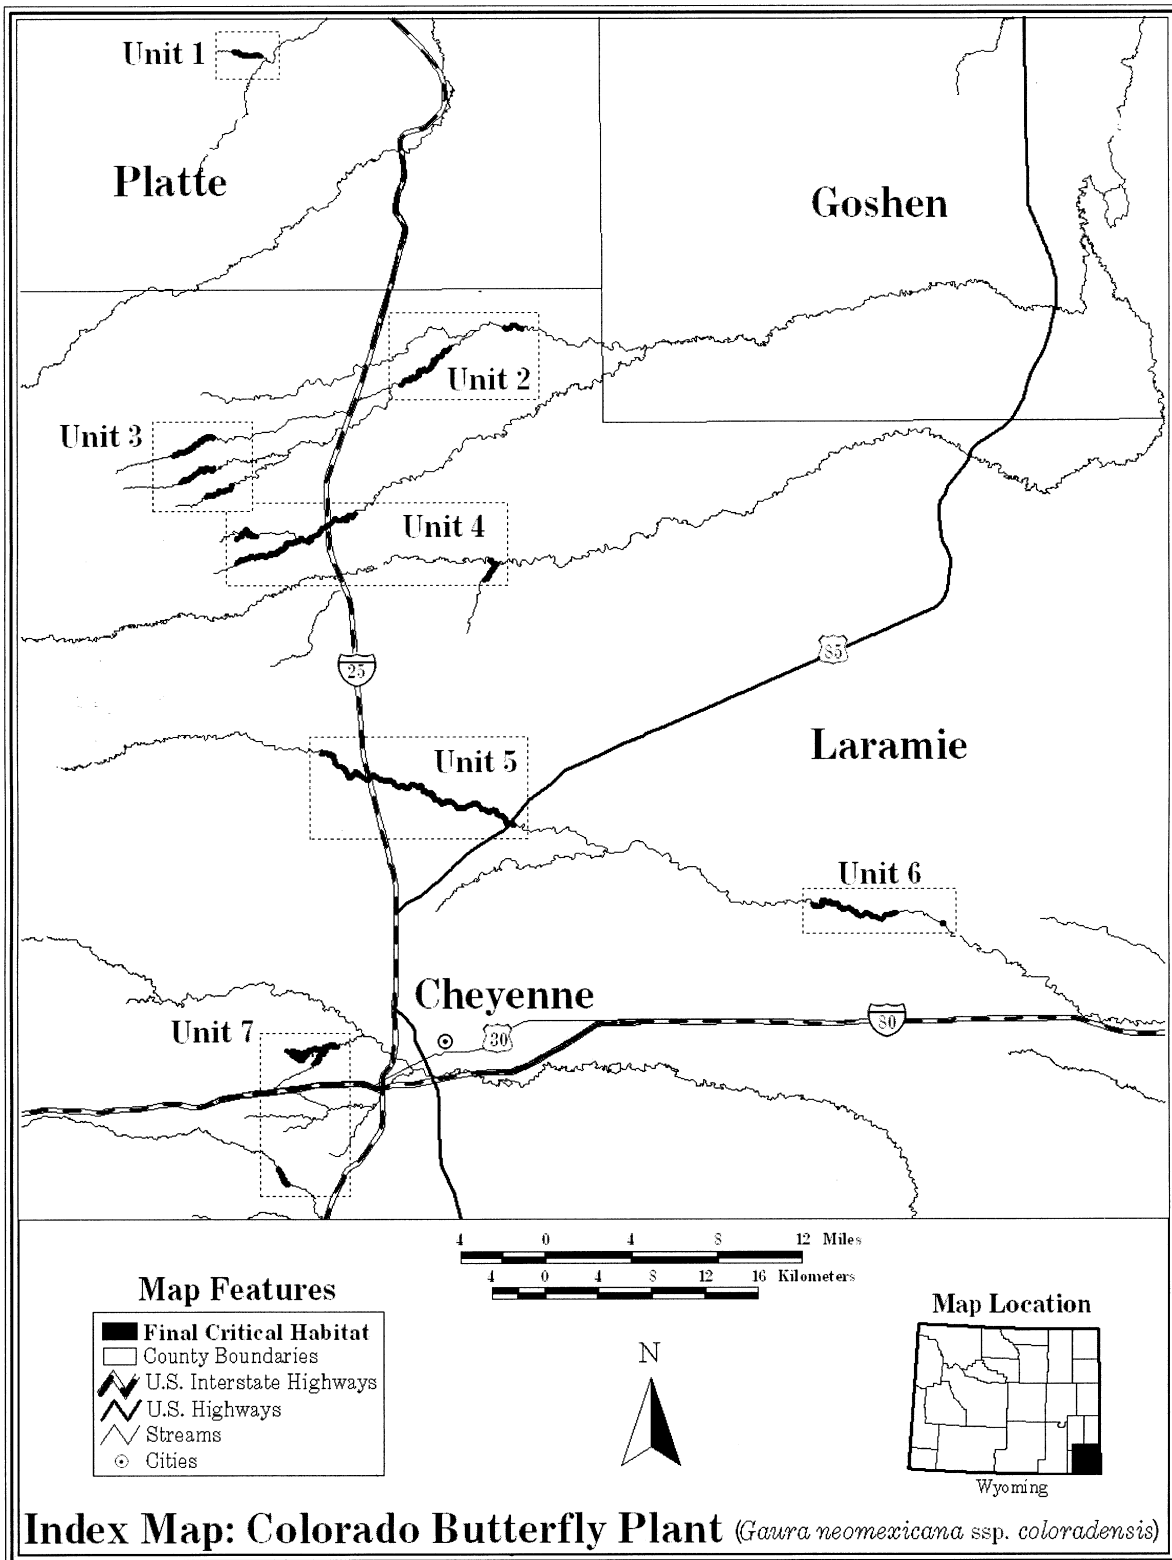 Unit 1
Platte
Goshen
Unit 2
Unit 3
Unit 4
85
25
Laramie
Unit 5
Unit 6
Cheyenne
Unit 7
30
80
4 0 4 8 12 Miles
4 0 4 8 12 16 Kilometers
Map Features
Final Critical Habitat
County Boundaries
U.S. Interstate Highways
U.S. Highways
Streams
Cities
N
Map Location
Wyoming
Index Map: Colorado Butterfly Plant (Gaura neomexicana ssp. coloradensis)